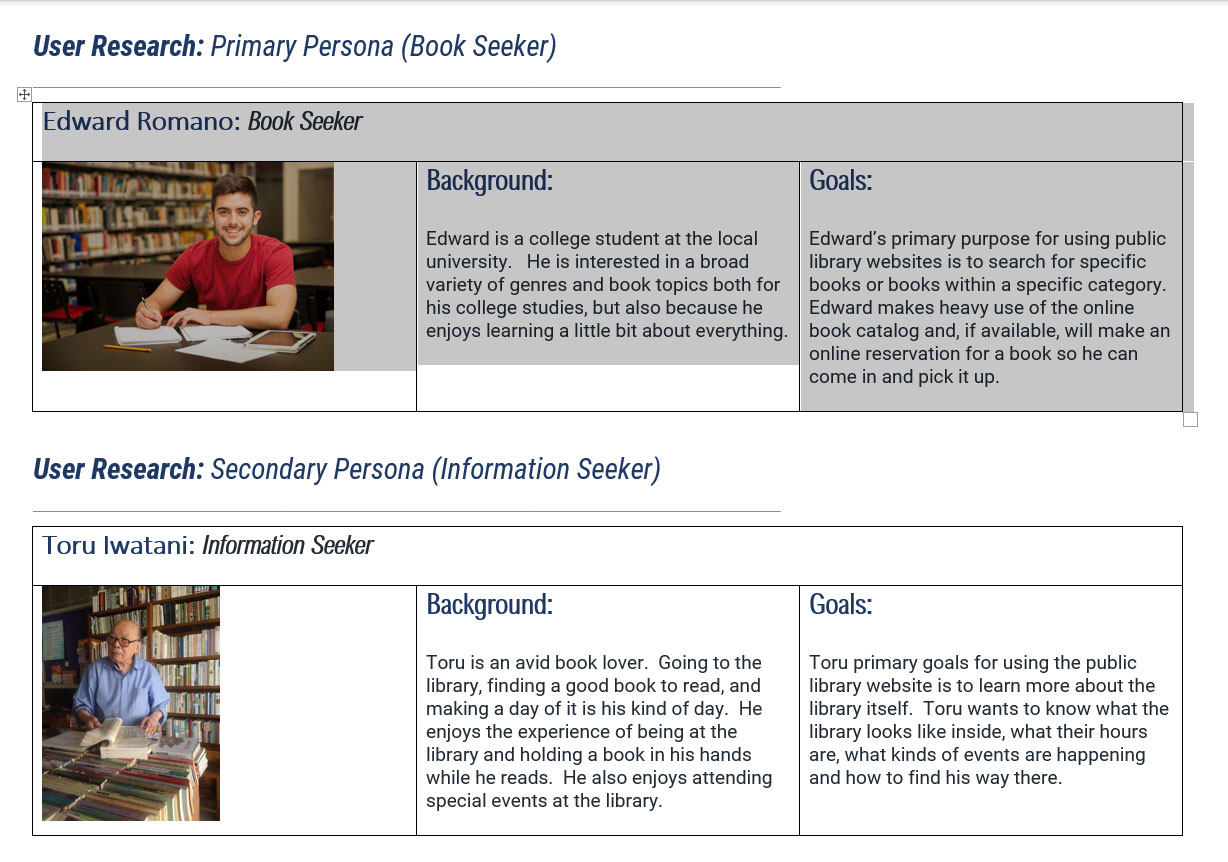 User Research: Primary Persona (Book Seeker)
Edward Romano: Book Seeker
Background:
Edward is a college student at the local
university.   He is interested in a broad
variety of genres and book topics both for
his college studies, but also because he
enjoys learning a little bit about everything.
Goals:
Edward’s primary purpose for using public
library websites is to search for specific
books or books within a specific category.
Edward makes heavy use of the online
book catalog and, if available, will make an
online reservation for a book so he can
come in and pick it up.
User Research: Secondary Persona (Information Seeker)
Toru Iwatani: Information Seeker
Background:
Toru is an avid book lover.  Going to the
library, finding a good book to read, and
making a day of it is his kind of day.  He
enjoys the experience of being at the
library and holding a book in his hands
while he reads.  He also enjoys attending
special events at the library.
Goals:
Toru primary goals for using the public
library website is to learn more about the
library itself.  Toru wants to know what the
library looks like inside, what their hours
are, what kinds of events are happening
and how to find his way there.